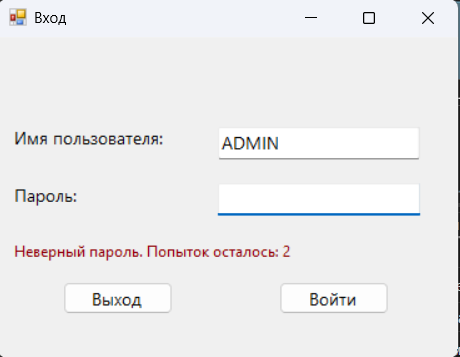 Вход
Имя пользователя:
ADMIN
Пароль:
Неверный пароль. Попыток осталось: 2
Выход
Войти